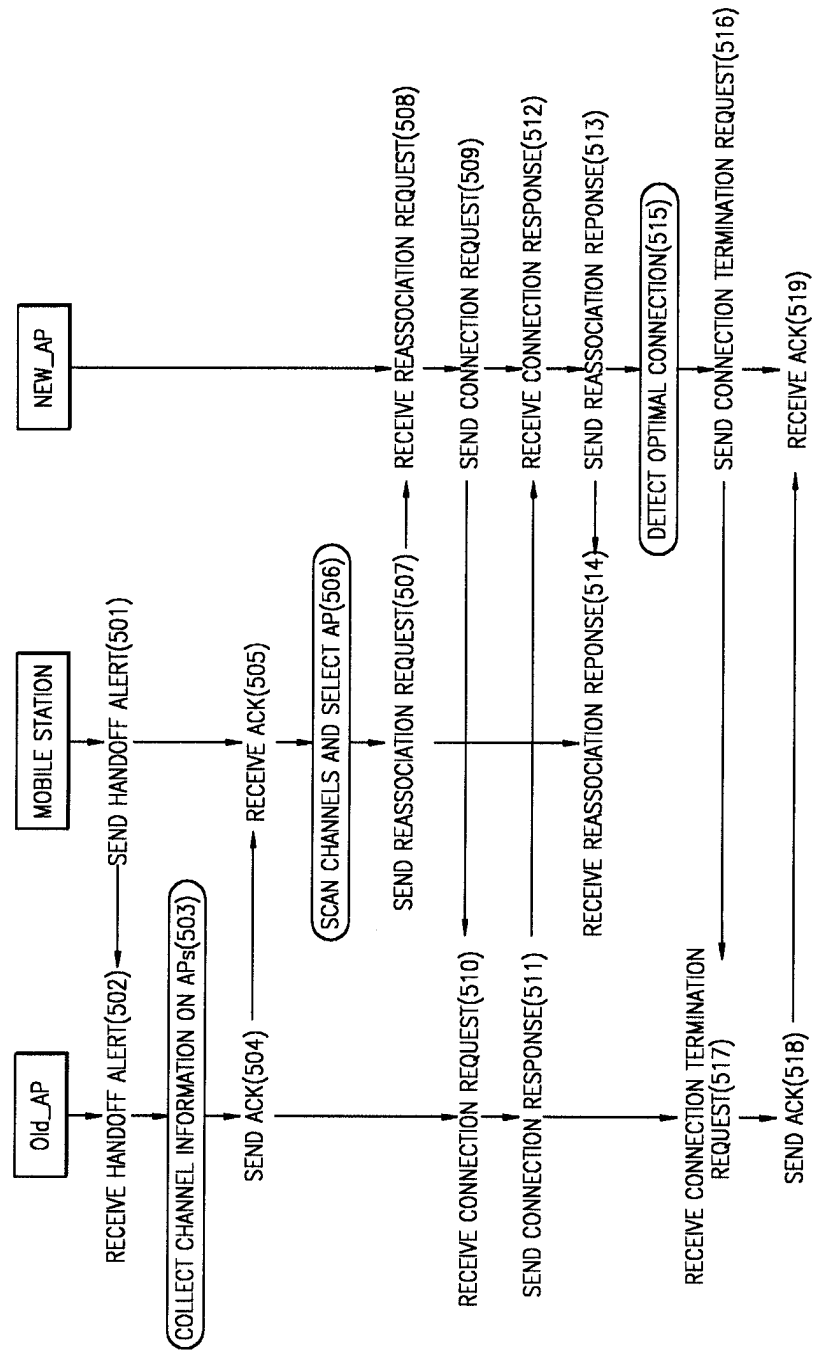 Old_AP
MOBILE STATION
NEW_AP
SEND HANDOFF ALERT(501)
RECEIVE HANDOFF ALERT(502)
COLLECT CHANNEL INFORMATION ON APs(503)
SEND ACK(504)
RECEIVE ACK(505)
SCAN CHANNELS AND SELECT AP(506)
SEND REASSOCIATION REQUEST(507)
RECEIVE REASSOCIATION REQUEST(508)
SEND CONNECTION REQUEST(509)
RECEIVE CONNECTION REQUEST(510)
SEND CONNECTION RESPONSE(511)
RECEIVE CONNECTION RESPONSE(512)
SEND REASSOCIATION REPONSE(513)
RECEIVE REASSOCIATION REPONSE(514)
DETECT OPTIMAL CONNECTION(515)
SEND CONNECTION TERMINATION REQUEST(516)
RECEIVE CONNECTION TERMINATION
REQUEST(517)
SEND ACK(518)
RECEIVE ACK(519)